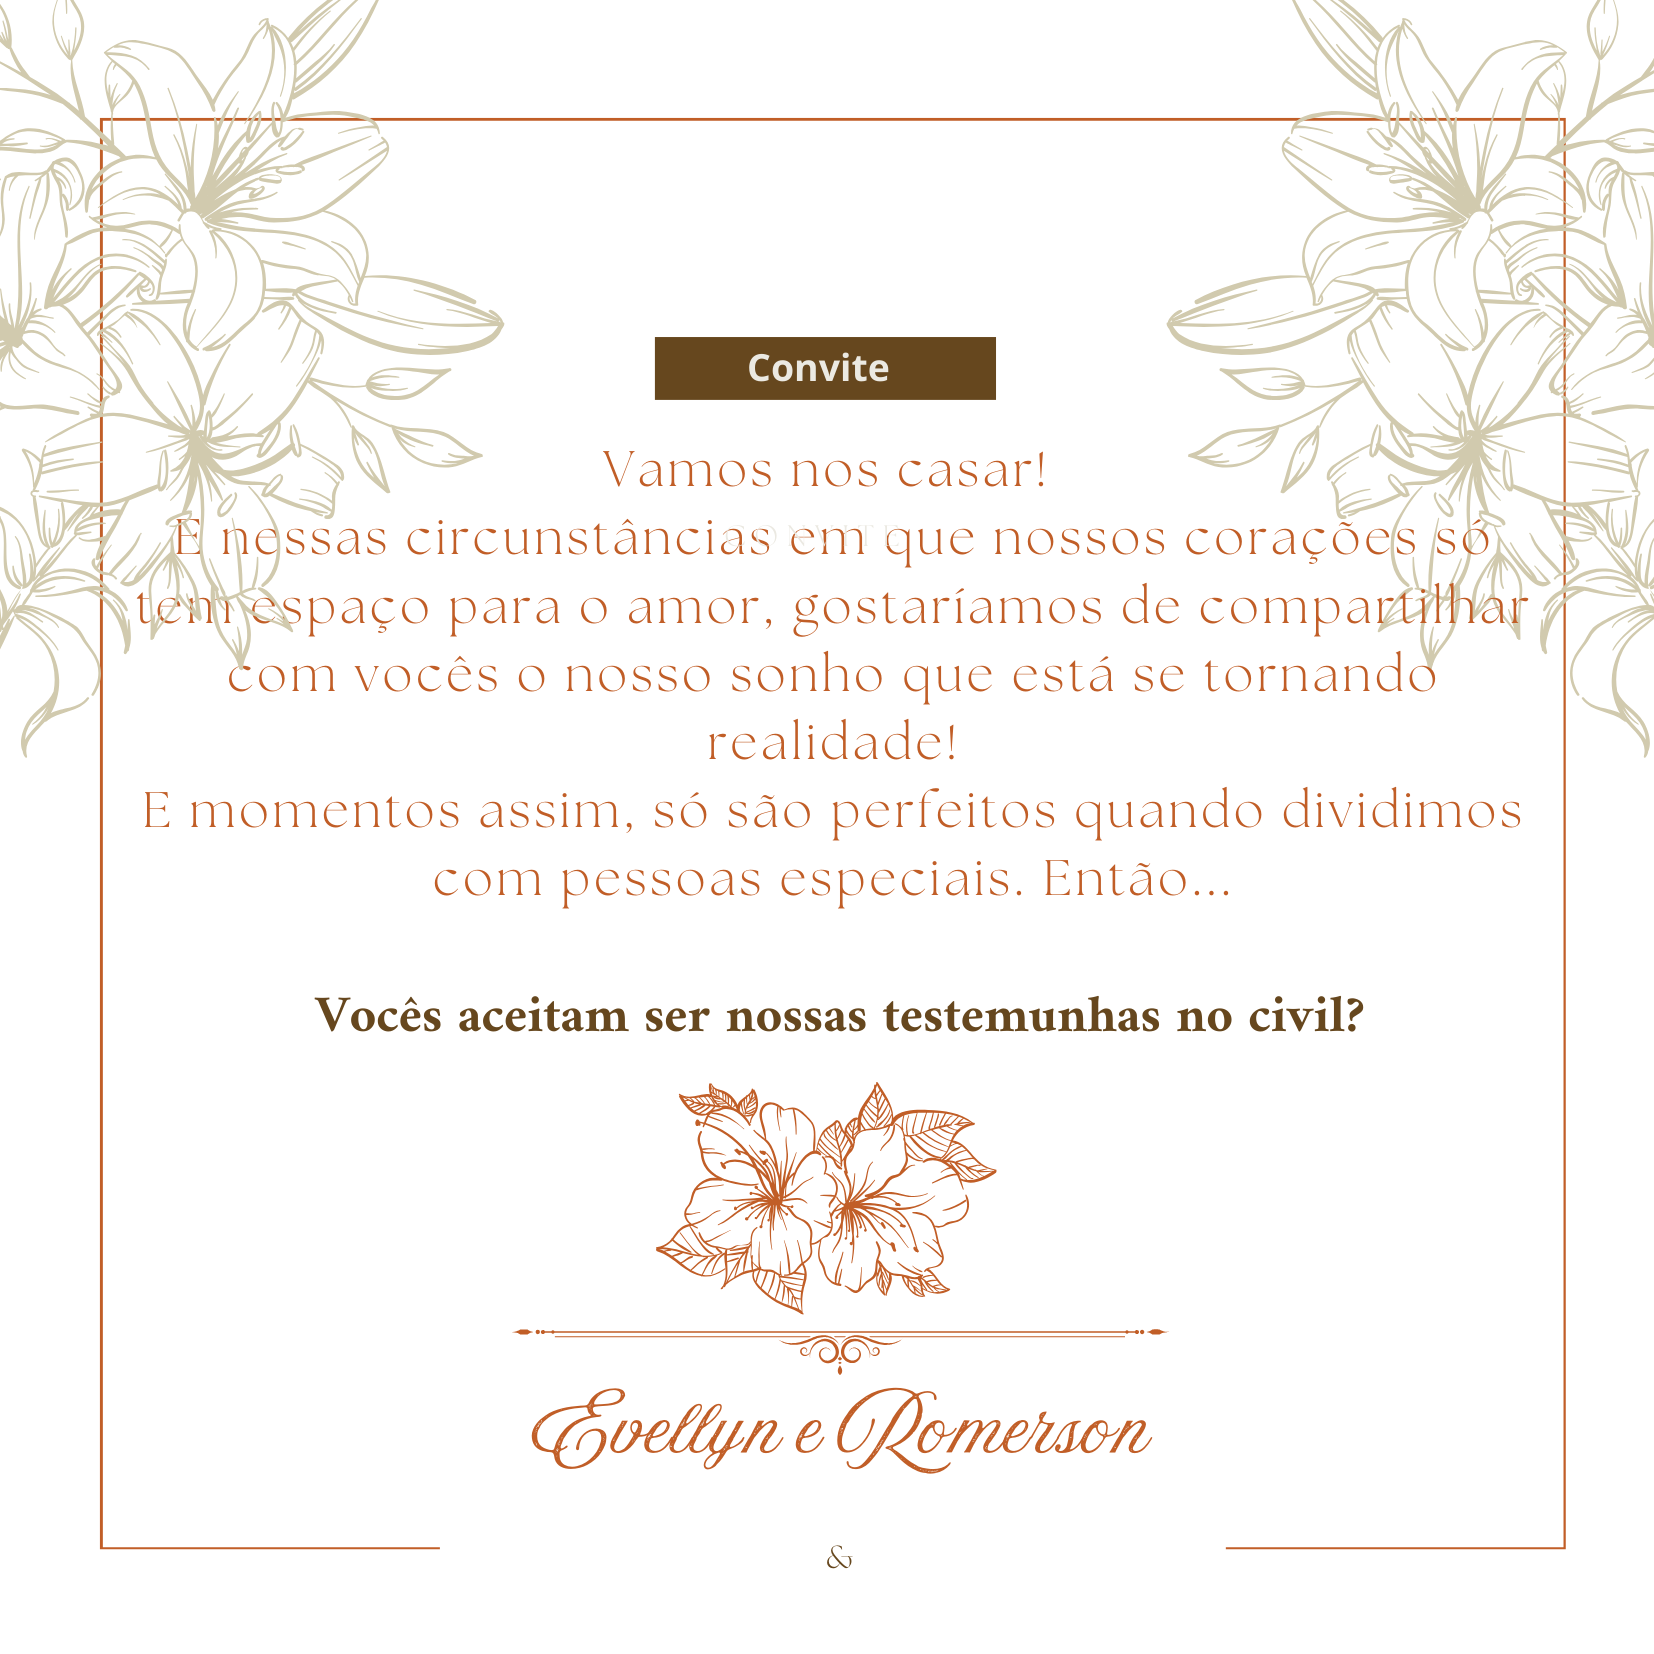 Convite
Vamos nos casar!
CONVITE
E nessas circunstâncias em que nossos corações só
tem espaço para o amor, gostaríamos de compartilhar
com vocês o nosso sonho que está se tornando
realidade!
E momentos assim, só são perfeitos quando dividimos
com pessoas especiais. Então...
Vocês aceitam ser nossas testemunhas no civil?
Evellyn e Romerson
&